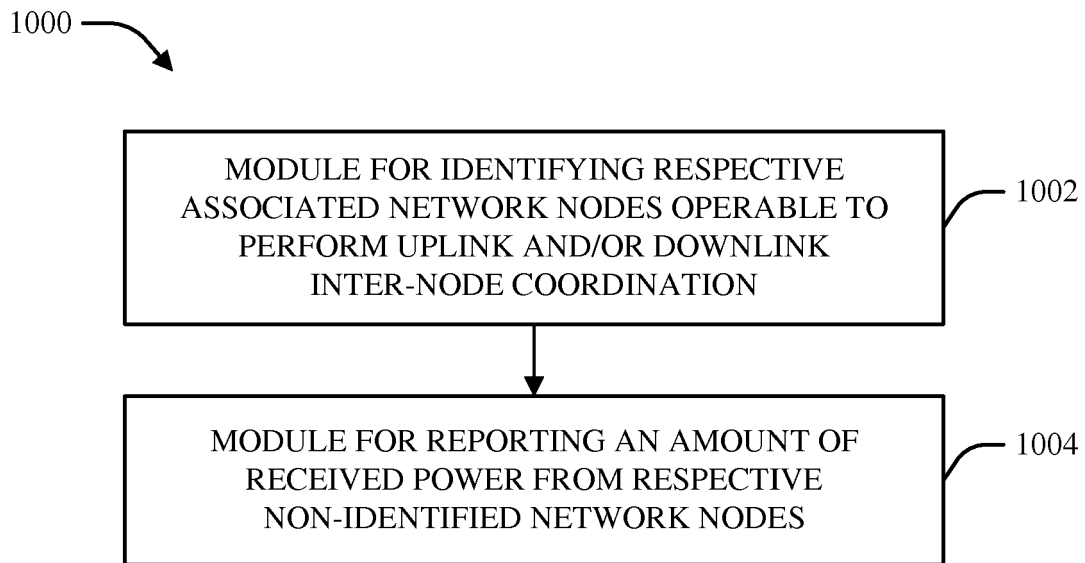 1000
MODULE FOR IDENTIFYING RESPECTIVE
ASSOCIATED NETWORK NODES OPERABLE TO
PERFORM UPLINK AND/OR DOWNLINK
INTER-NODE COORDINATION
1002
MODULE FOR REPORTING AN AMOUNT OF
RECEIVED POWER FROM RESPECTIVE
NON-IDENTIFIED NETWORK NODES
1004